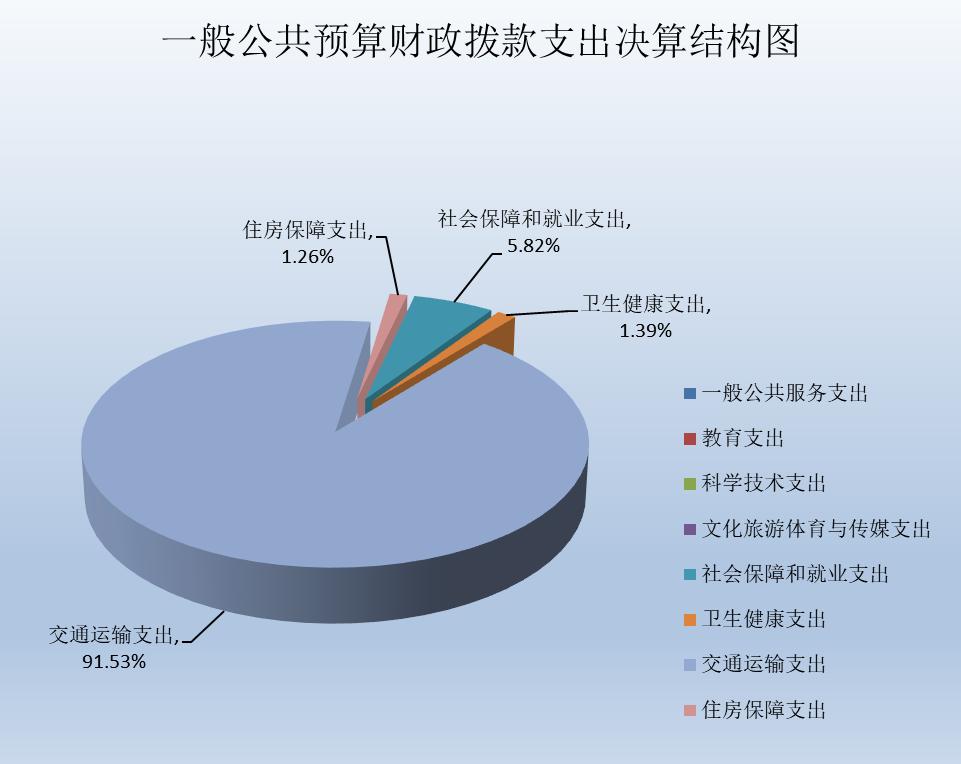 一般公共预算财政拨款支出决算结构图
住房保障支出,
1.26%
社会保障和就业支出,
5.82%
卫生健康支出,
1.39%
交通运输支出,
91.53%
一般公共服务支出
教育支出
科学技术支出
文化旅游体育与传媒支出
社会保障和就业支出
卫生健康支出
交通运输支出
住房保障支出